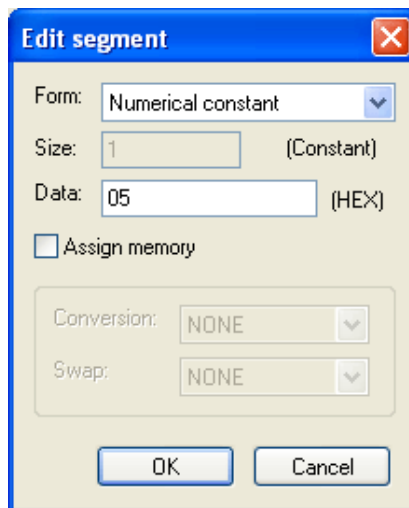 Edit segment
Form: Numerical constant
Size: 1 (Constant)
Data: 05 (HEX)
Assign memory
Conversion: NONE
Swap: NONE
OK Cancel